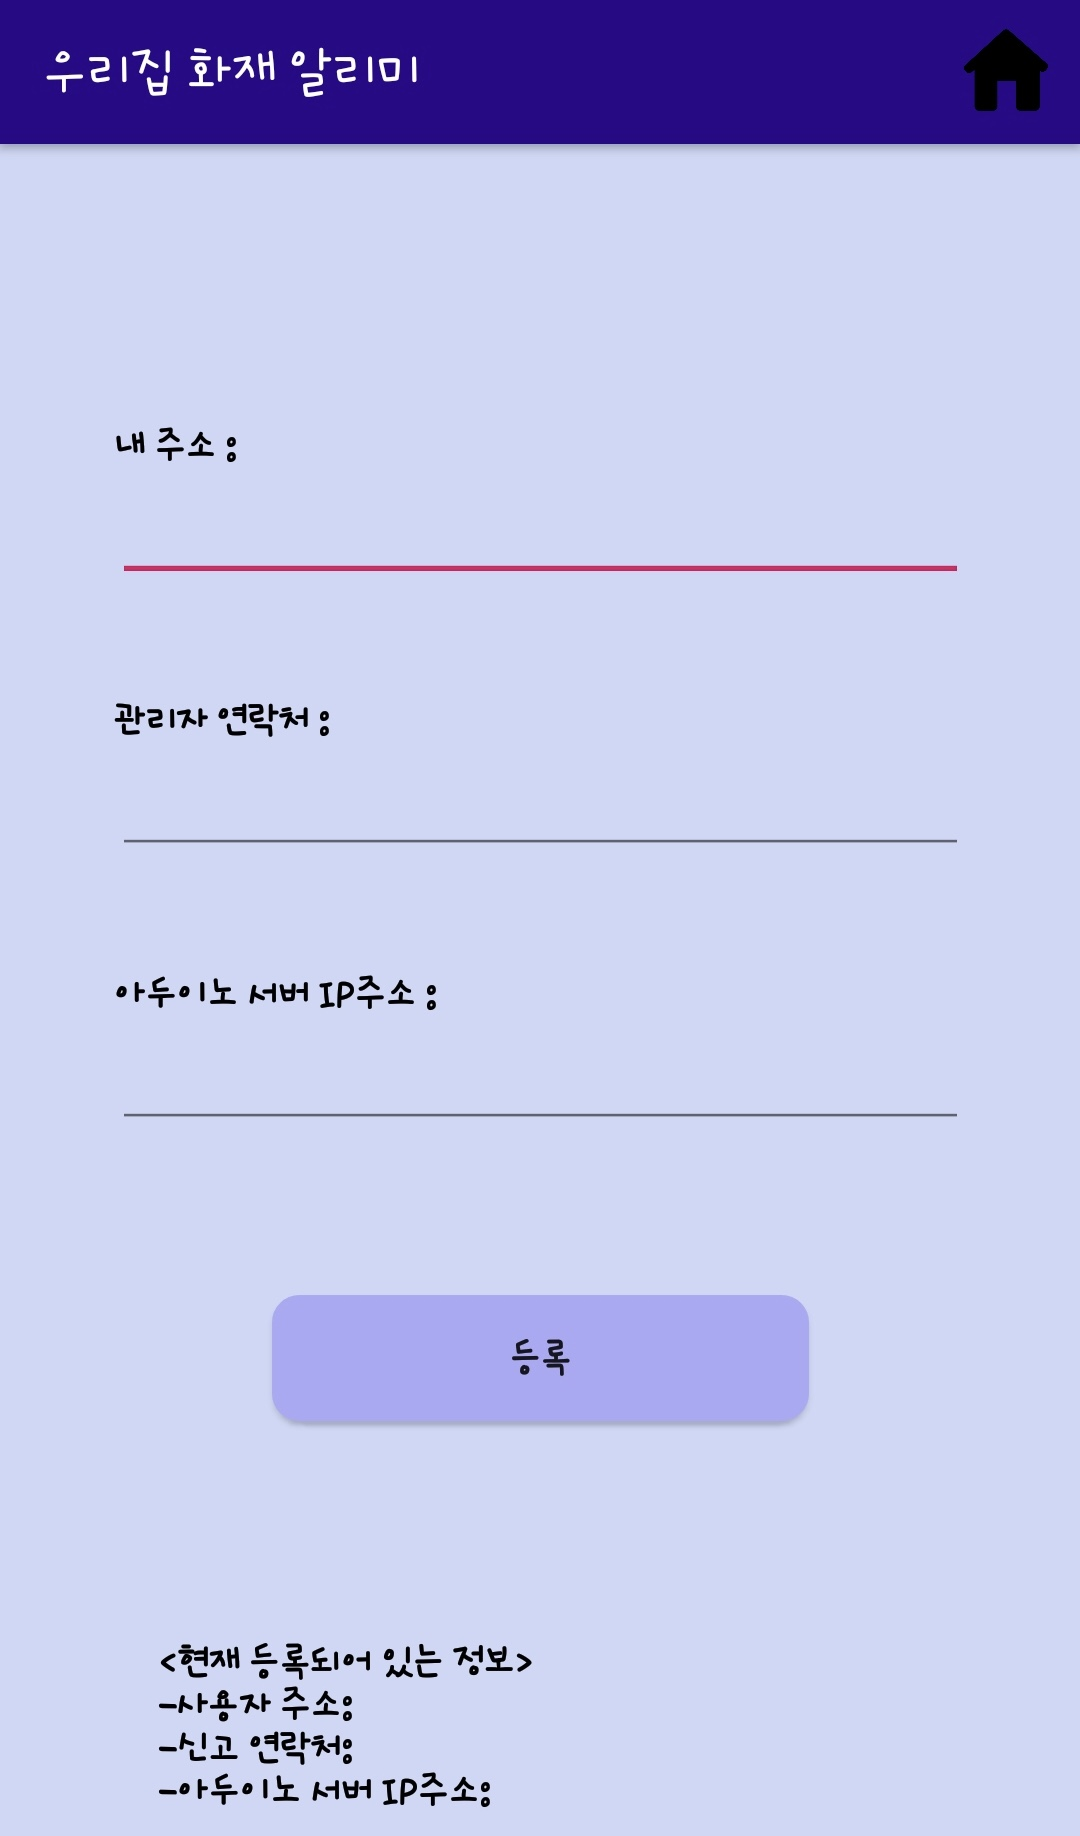 우리집 화재 알리미
내 주소 :
관리자 연락처 :
아두이노 서버 IP주소 :
등록
<현재 등록되어 있는 정보>
-사용자 주소:
-신고 연락처:
-아두이노 서버 IP주소: